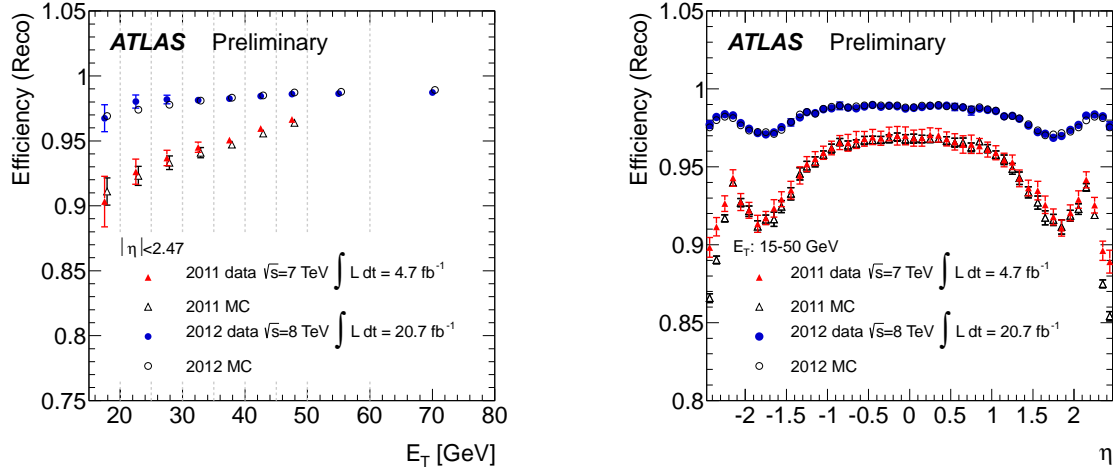 Efficiency (Reco)
1.05
1
0.95
0.9
0.85
0.8
0.75
ATLAS Preliminary
|η|<2.47
2011 data √s=7 TeV ∫ L dt = 4.7 fb⁻¹
2011 MC
2012 data √s=8 TeV ∫ L dt = 20.7 fb⁻¹
2012 MC
20 30 40 50 60 70 80
E_T [GeV]
Efficiency (Reco)
1.05
1
0.95
0.9
0.85
0.8
ATLAS Preliminary
E_T: 15-50 GeV
2011 data √s=7 TeV ∫ L dt = 4.7 fb⁻¹
2011 MC
2012 data √s=8 TeV ∫ L dt = 20.7 fb⁻¹
2012 MC
-2 -1.5 -1 -0.5 0 0.5 1 1.5 2
η